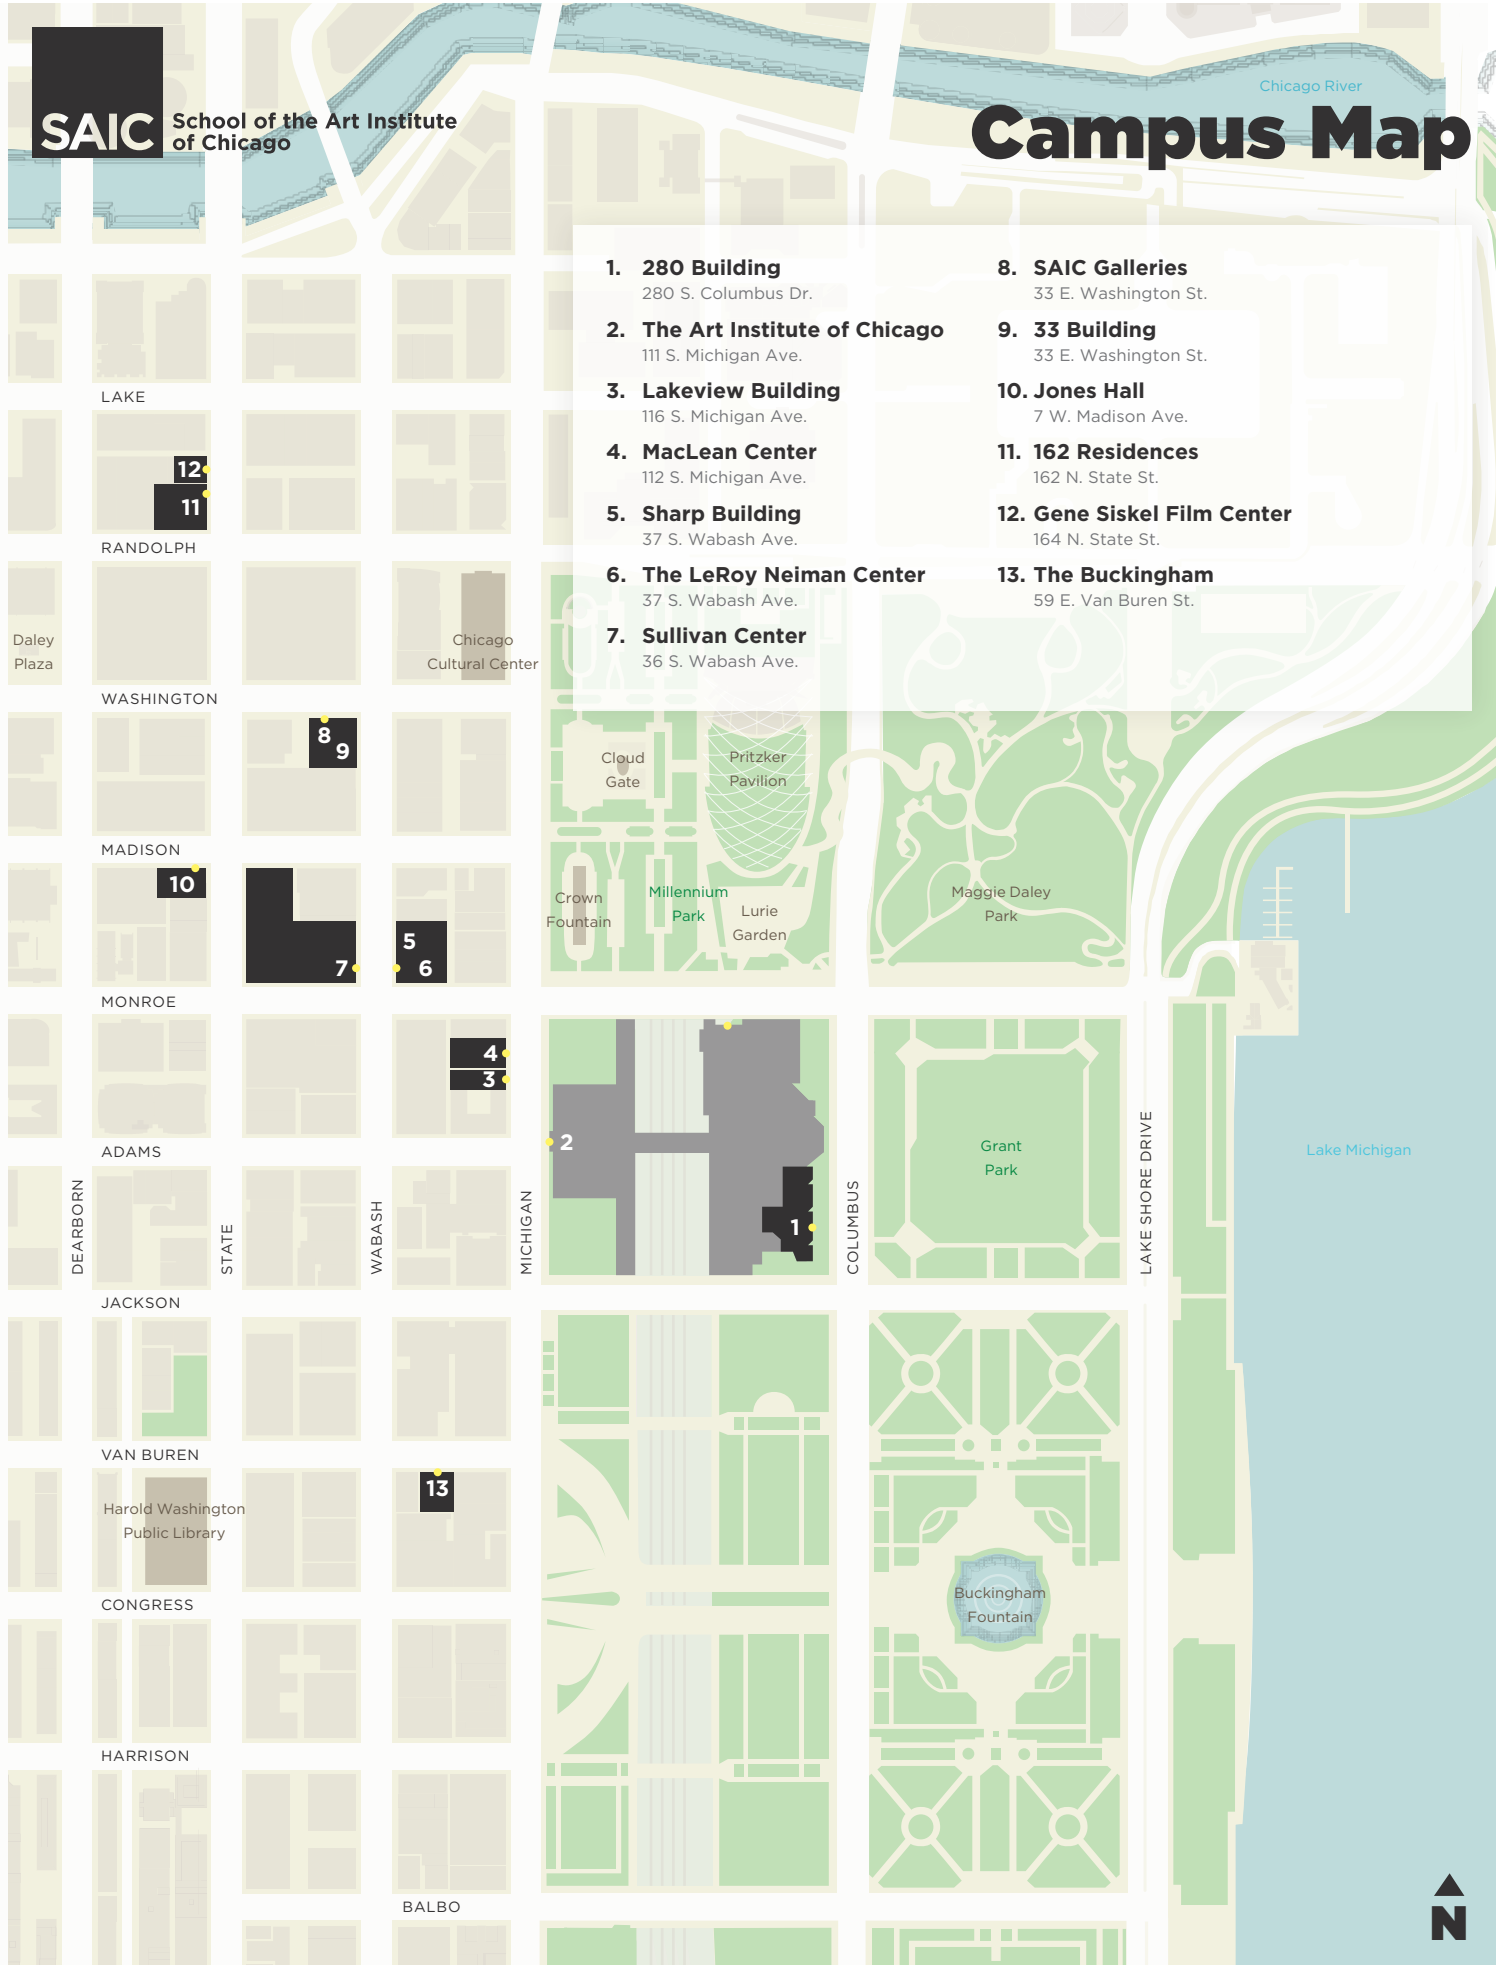 SAIC
School of the Art Institute
of Chicago
Chicago River
Campus Map
1. 280 Building
280 S. Columbus Dr.
2. The Art Institute of Chicago
111 S. Michigan Ave.
3. Lakeview Building
116 S. Michigan Ave.
4. MacLean Center
112 S. Michigan Ave.
5. Sharp Building
37 S. Wabash Ave.
6. The LeRoy Neiman Center
37 S. Wabash Ave.
7. Sullivan Center
36 S. Wabash Ave.
8. SAIC Galleries
33 E. Washington St.
9. 33 Building
33 E. Washington St.
10. Jones Hall
7 W. Madison Ave.
11. 162 Residences
162 N. State St.
12. Gene Siskel Film Center
164 N. State St.
13. The Buckingham
59 E. Van Buren St.
LAKE
12
11
RANDOLPH
Daley
Plaza
Chicago
Cultural Center
WASHINGTON
8
9
Cloud
Gate
Pritzker
Pavilion
MADISON
10
7
5
6
Crown
Fountain
Millennium
Park
Lurie
Garden
Maggie Daley
Park
MONROE
4
3
2
1
ADAMS
Grant
Park
Lake Michigan
DEARBORN
STATE
WABASH
MICHIGAN
COLUMBUS
LAKE SHORE DRIVE
JACKSON
VAN BUREN
13
Harold Washington
Public Library
CONGRESS
Buckingham
Fountain
HARRISON
BALBO
N